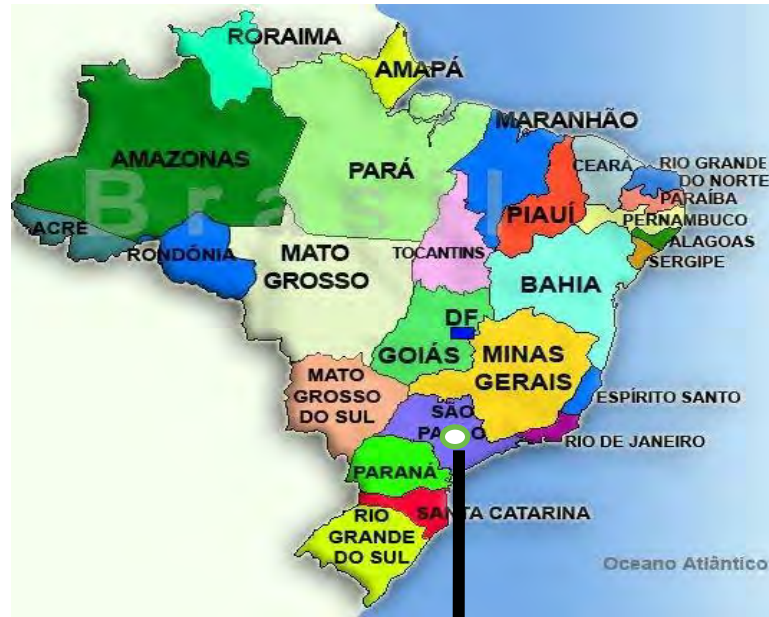 RORAIMA
AMAPÁ
MARANHÃO
AMAZONAS
PARÁ
CEARÁ
RIO GRANDE
DO NORTE
Brasil
PARAÍBA
PIAUÍ
PERNAMBUCO
ACRE
RONDÔNIA
MATO
GROSSO
TOCANTINS
ALAGOAS
SERGIPE
BAHIA
DF
GOIÁS
MINAS
GERAIS
MATO
GROSSO
DO SUL
ESPÍRITO SANTO
SÃO
RIO DE JANEIRO
PARANÁ
SANTA CATARINA
RIO
GRANDE
DO SUL
Oceano Atlântico